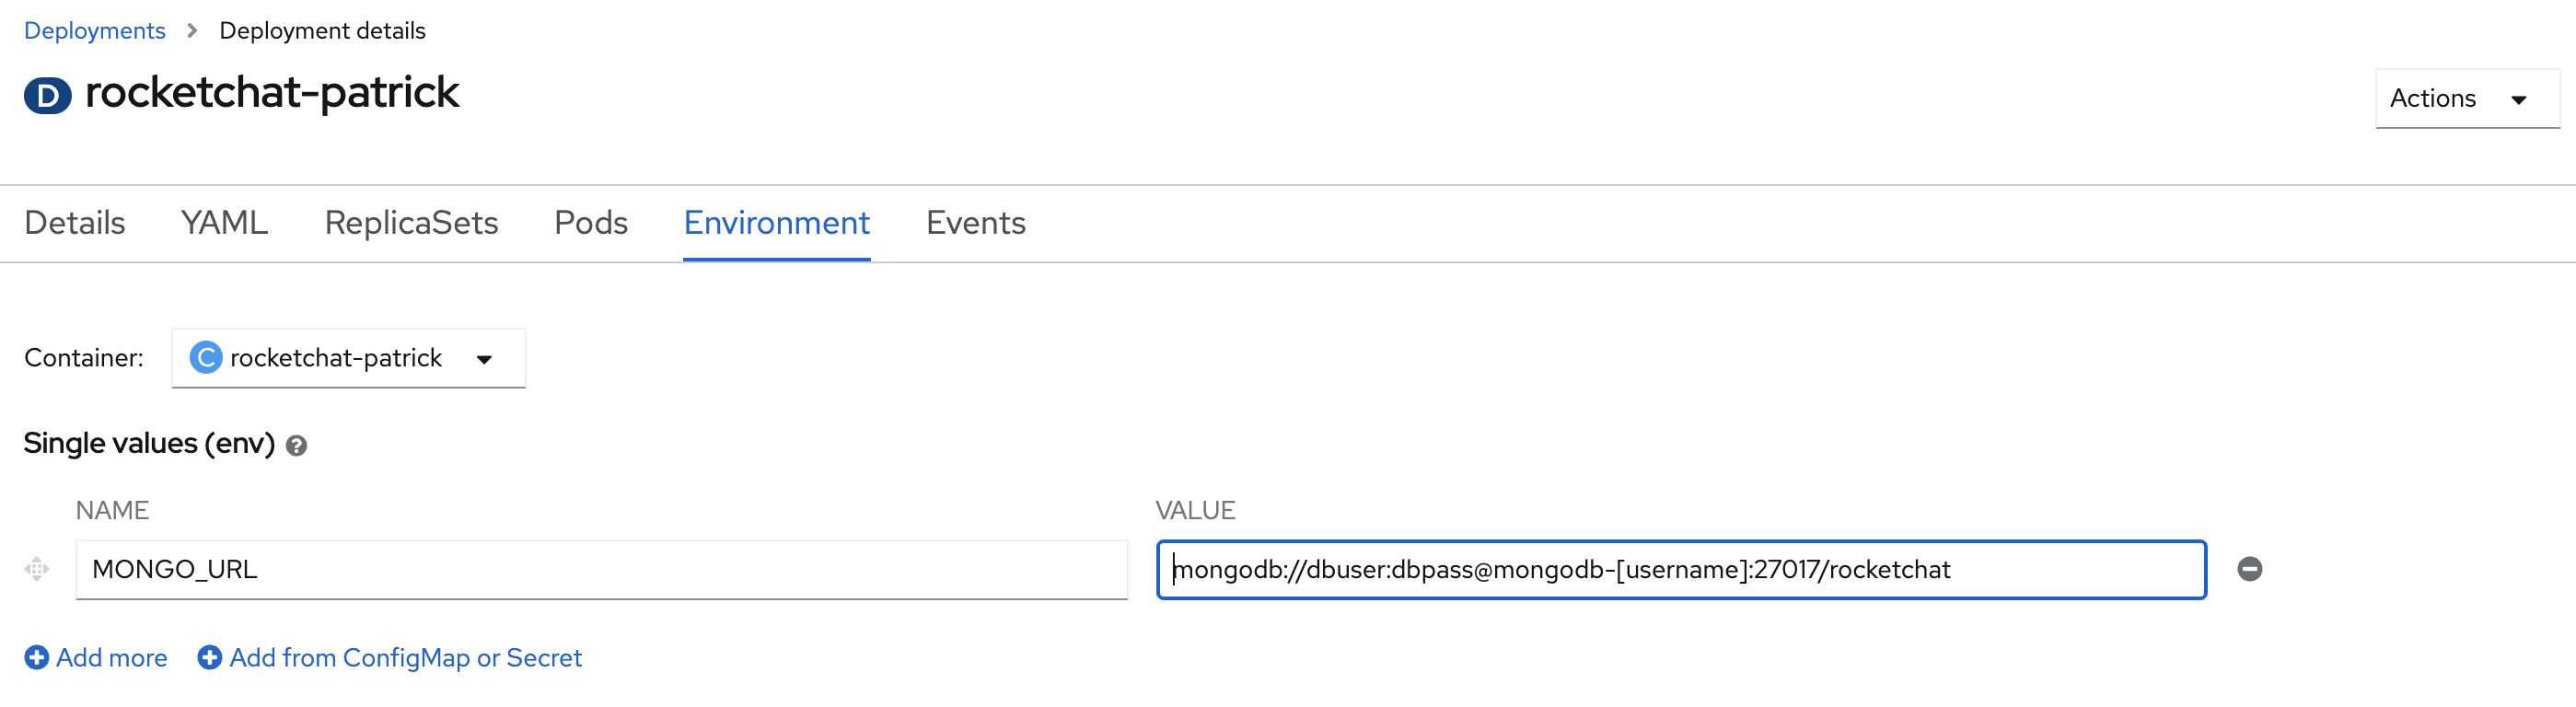 Deployments > Deployment details
D rocketchat-patrick
Actions
Details YAML ReplicaSets Pods Environment Events
Container: C rocketchat-patrick
Single values (env) ?
NAME VALUE
MONGO_URL mongodb://dbuser:dbpass@mongodb-[username]:27017/rocketchat
Add more Add from ConfigMap or Secret